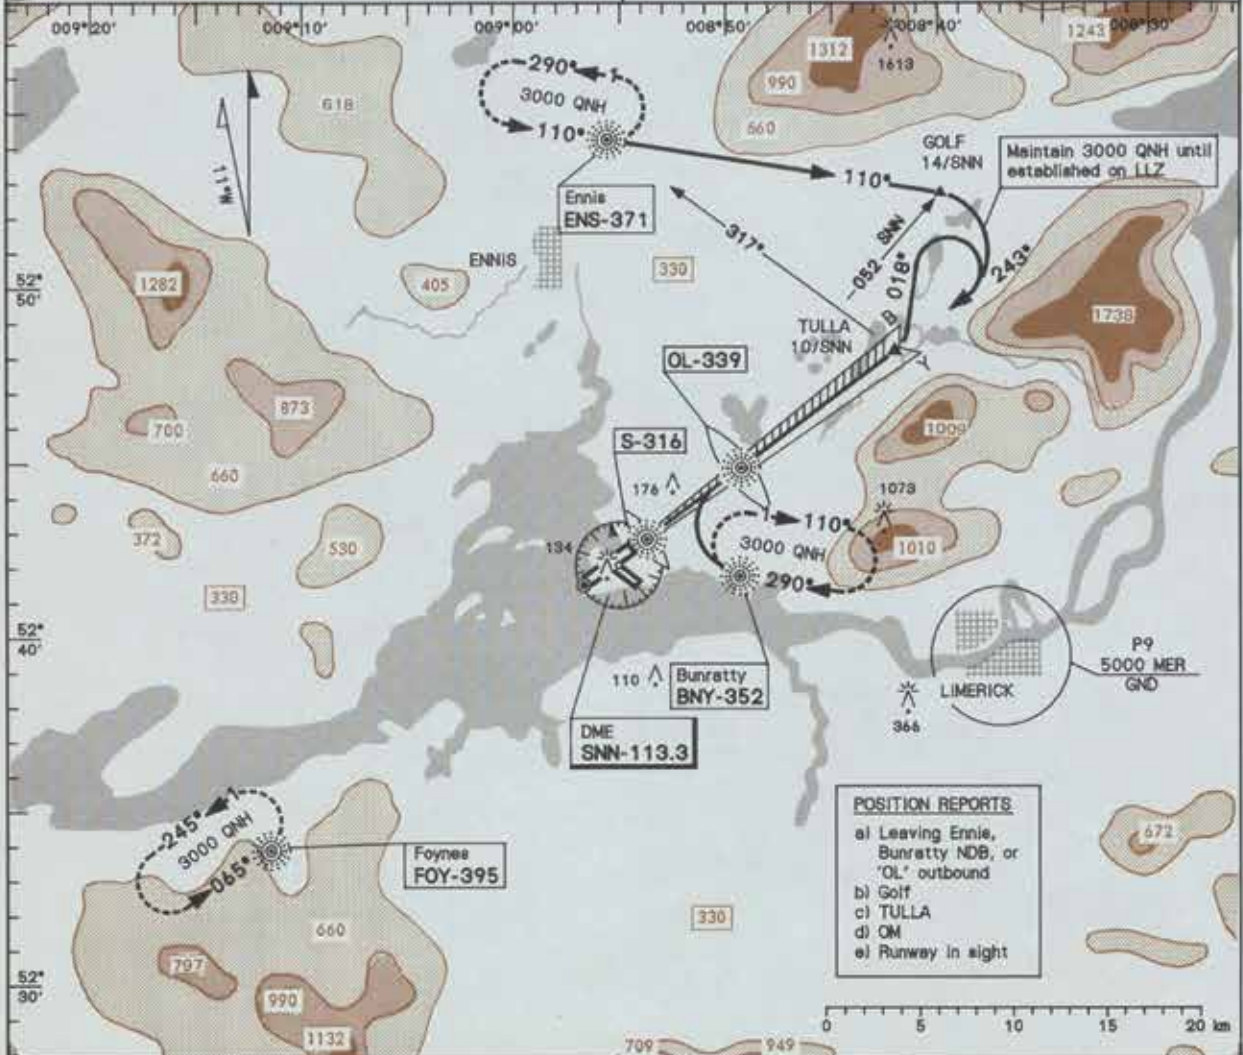 009°20'
009°10'
009°00'
008°50'
008°40'
008°30'
1312
1613
1243
990
660
618
290°
1
3000 QNH
110°
11°W
GOLF
14/SNN
Maintain 3000 QNH until
established on LLZ
110°
Ennis
ENS-371
317°
052 SNN
018°
243°
ENNIS
330
405
52°
50'
1282
1738
TULLA
10/SNN
B
OL-339
873
700
660
1009
S-316
176
1073
1
110°
3000 QNH
290°
1010
372
530
134
330
52°
40'
P9
5000 MER
GND
LIMERICK
366
110
Bunratty
BNY-352
DME
SNN-113.3
245°
1
3000 QNH
065°
Foynes
FOY-395
POSITION REPORTS
a) Leaving Ennis,
Bunratty NDB, or
'OL' outbound
b) Golf
c) TULLA
d) OM
e) Runway in sight
672
660
330
797
990
1132
52°
30'
0 5 10 15 20 km
709
949